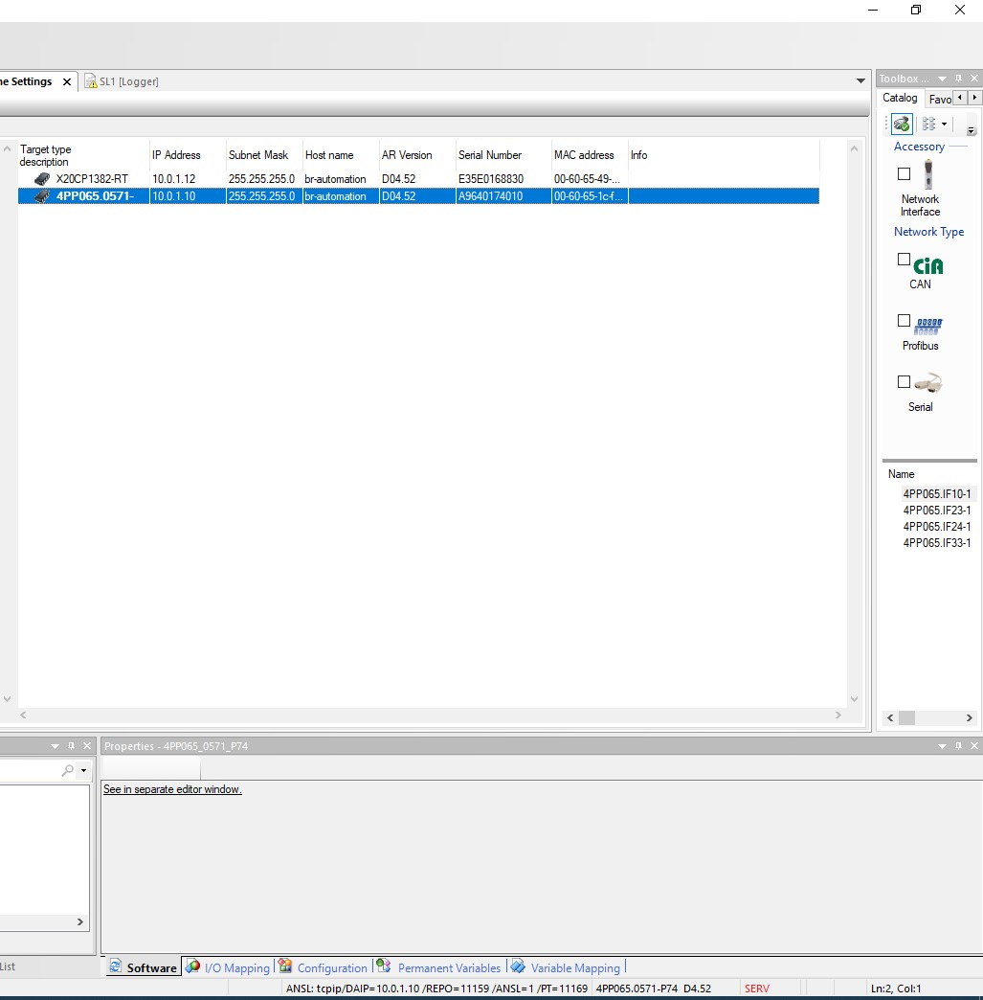 ne Settings SL1 [Logger]
Toolbox ...
Catalog Favo
Target type description IP Address Subnet Mask Host name AR Version Serial Number MAC address Info
X20CP1382-RT 10.0.1.12 255.255.255.0 br-automation D04.52 E35E0168830 00-60-65-49-...
4PP065.0571- 10.0.1.10 255.255.255.0 br-automation D04.52 A9640174010 00-60-65-1c-f...
Accessory
Network
Interface
Network Type
CiA
CAN
Profibus
Serial
Name
4PP065.IF10-1
4PP065.IF23-1
4PP065.IF24-1
4PP065.IF33-1
Properties - 4PP065_0571_P74
See in separate editor window.
List
Software I/O Mapping Configuration Permanent Variables Variable Mapping
ANSL: tcpip/DAIP=10.0.1.10 /REPO=11159 /ANSL=1 /PT=11169 4PP065.0571-P74 D4.52 SERV Ln:2, Col:1